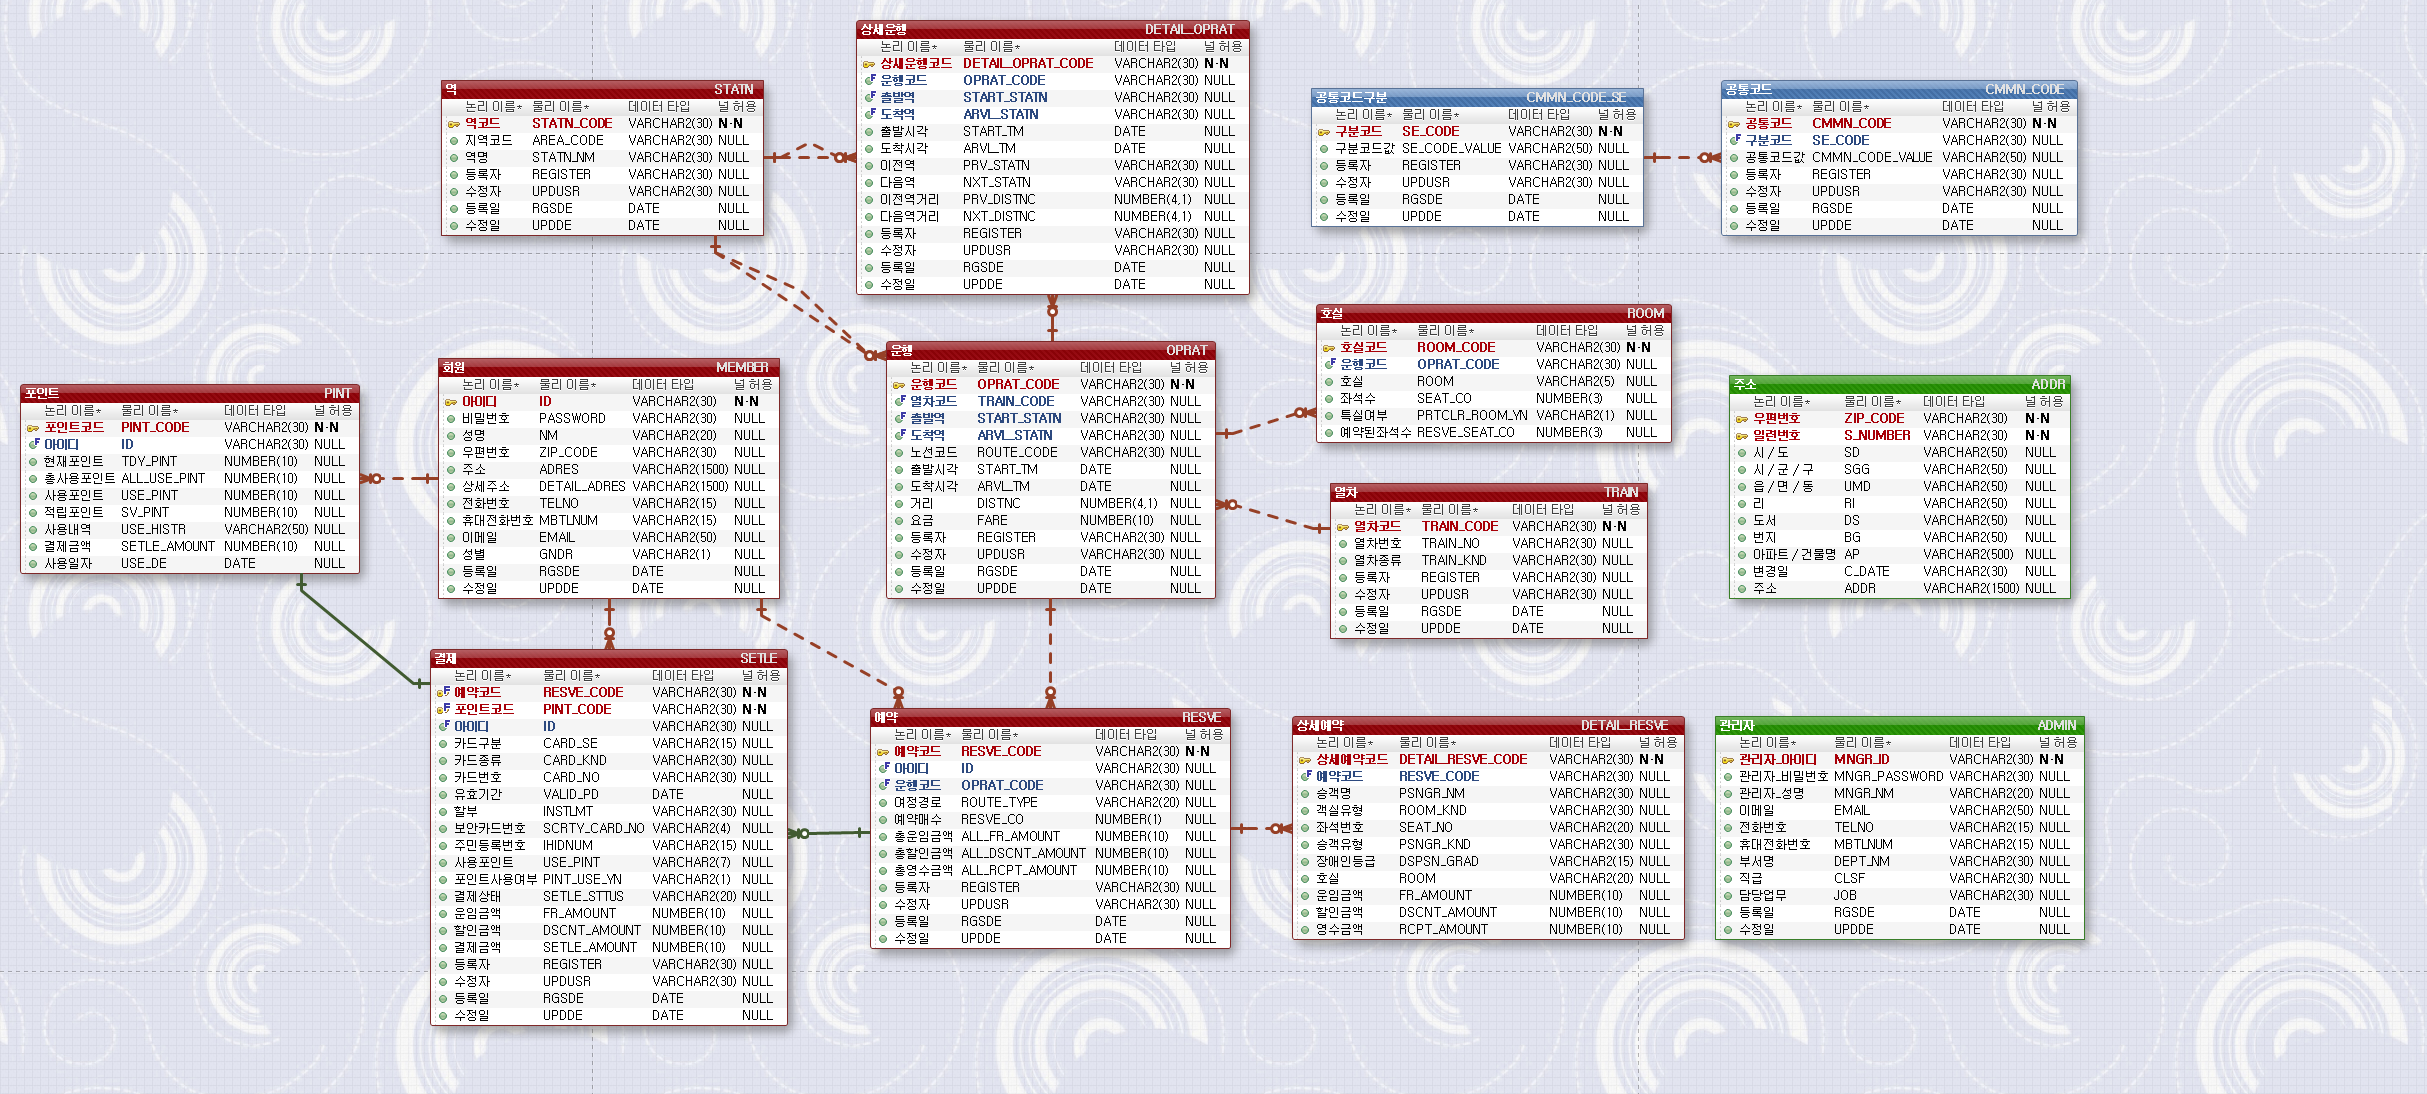 상세운행 DETAIL_OPRAT
논리 이름* 물리 이름* 데이터 타입 널 허용
상세운행코드 DETAIL_OPRAT_CODE VARCHAR2(30) N-N
운행코드 OPRAT_CODE VARCHAR2(30) NULL
출발역 START_STATN VARCHAR2(30) NULL
도착역 ARVL_STATN VARCHAR2(30) NULL
출발시각 START_TM DATE NULL
도착시각 ARVL_TM DATE NULL
이전역 PRV_STATN VARCHAR2(30) NULL
다음역 NXT_STATN VARCHAR2(30) NULL
이전역거리 PRV_DISTNC NUMBER(4,1) NULL
다음역거리 NXT_DISTNC NUMBER(4,1) NULL
등록자 REGISTER VARCHAR2(30) NULL
수정자 UPDUSR VARCHAR2(30) NULL
등록일 RGSDE DATE NULL
수정일 UPDDE DATE NULL
역 STATN
논리 이름* 물리 이름* 데이터 타입 널 허용
역코드 STATN_CODE VARCHAR2(30) N-N
지역코드 AREA_CODE VARCHAR2(30) NULL
역명 STATN_NM VARCHAR2(30) NULL
등록자 REGISTER VARCHAR2(30) NULL
수정자 UPDUSR VARCHAR2(30) NULL
등록일 RGSDE DATE NULL
수정일 UPDDE DATE NULL
공통코드구분 CMMN_CODE_SE
논리 이름* 물리 이름* 데이터 타입 널 허용
구분코드 SE_CODE VARCHAR2(30) N-N
구분코드값 SE_CODE_VALUE VARCHAR2(50) NULL
등록자 REGISTER VARCHAR2(30) NULL
수정자 UPDUSR VARCHAR2(30) NULL
등록일 RGSDE DATE NULL
수정일 UPDDE DATE NULL
공통코드 CMMN_CODE
논리 이름* 물리 이름* 데이터 타입 널 허용
공통코드 CMMN_CODE VARCHAR2(30) N-N
구분코드 SE_CODE VARCHAR2(30) NULL
공통코드값 CMMN_CODE_VALUE VARCHAR2(50) NULL
등록자 REGISTER VARCHAR2(30) NULL
수정자 UPDUSR VARCHAR2(30) NULL
등록일 RGSDE DATE NULL
수정일 UPDDE DATE NULL
호실 ROOM
논리 이름* 물리 이름* 데이터 타입 널 허용
호실코드 ROOM_CODE VARCHAR2(30) N-N
운행코드 OPRAT_CODE VARCHAR2(30) NULL
호실 ROOM VARCHAR2(5) NULL
좌석수 SEAT_CO NUMBER(3) NULL
특실여부 PRTCLR_ROOM_YN VARCHAR2(1) NULL
예약된좌석수 RESVE_SEAT_CO NUMBER(3) NULL
운행 OPRAT
논리 이름* 물리 이름* 데이터 타입 널 허용
운행코드 OPRAT_CODE VARCHAR2(30) N-N
열차코드 TRAIN_CODE VARCHAR2(30) NULL
출발역 START_STATN VARCHAR2(30) NULL
도착역 ARVL_STATN VARCHAR2(30) NULL
노선코드 ROUTE_CODE VARCHAR2(30) NULL
출발시각 START_TM DATE NULL
도착시각 ARVL_TM DATE NULL
거리 DISTNC NUMBER(4,1) NULL
요금 FARE NUMBER(10) NULL
등록자 REGISTER VARCHAR2(30) NULL
수정자 UPDUSR VARCHAR2(30) NULL
등록일 RGSDE DATE NULL
수정일 UPDDE DATE NULL
회원 MEMBER
논리 이름* 물리 이름* 데이터 타입 널 허용
아이디 ID VARCHAR2(30) N-N
비밀번호 PASSWORD VARCHAR2(30) NULL
성명 NM VARCHAR2(20) NULL
우편번호 ZIP_CODE VARCHAR2(30) NULL
주소 ADRES VARCHAR2(1500) NULL
상세주소 DETAIL_ADRES VARCHAR2(1500) NULL
전화번호 TELNO VARCHAR2(15) NULL
휴대전화번호 MBTLNUM VARCHAR2(15) NULL
이메일 EMAIL VARCHAR2(50) NULL
성별 GNDR VARCHAR2(1) NULL
등록일 RGSDE DATE NULL
수정일 UPDDE DATE NULL
포인트 PINT
논리 이름* 물리 이름* 데이터 타입 널 허용
포인트코드 PINT_CODE VARCHAR2(30) N-N
아이디 ID VARCHAR2(30) NULL
현재포인트 TDY_PINT NUMBER(10) NULL
총사용포인트 ALL_USE_PINT NUMBER(10) NULL
사용포인트 USE_PINT NUMBER(10) NULL
적립포인트 SV_PINT NUMBER(10) NULL
사용내역 USE_HISTR VARCHAR2(50) NULL
결제금액 SETLE_AMOUNT NUMBER(10) NULL
사용일자 USE_DE DATE NULL
주소 ADDR
논리 이름* 물리 이름* 데이터 타입 널 허용
우편번호 ZIP_CODE VARCHAR2(30) N-N
일련번호 S_NUMBER VARCHAR2(30) N-N
시/도 SD VARCHAR2(50) NULL
시/군/구 SGG VARCHAR2(50) NULL
읍/면/동 UMD VARCHAR2(50) NULL
리 RI VARCHAR2(50) NULL
도서 DS VARCHAR2(50) NULL
번지 BG VARCHAR2(50) NULL
아파트/건물명 AP VARCHAR2(500) NULL
변경일 C_DATE VARCHAR2(30) NULL
주소 ADDR VARCHAR2(1500) NULL
열차 TRAIN
논리 이름* 물리 이름* 데이터 타입 널 허용
열차코드 TRAIN_CODE VARCHAR2(30) N-N
열차번호 TRAIN_NO VARCHAR2(30) NULL
열차종류 TRAIN_KND VARCHAR2(30) NULL
등록자 REGISTER VARCHAR2(30) NULL
수정자 UPDUSR VARCHAR2(30) NULL
등록일 RGSDE DATE NULL
수정일 UPDDE DATE NULL
결제 SETLE
논리 이름* 물리 이름* 데이터 타입 널 허용
예약코드 RESVE_CODE VARCHAR2(30) N-N
포인트코드 PINT_CODE VARCHAR2(30) N-N
아이디 ID VARCHAR2(30) NULL
카드구분 CARD_SE VARCHAR2(15) NULL
카드종류 CARD_KND VARCHAR2(30) NULL
카드번호 CARD_NO VARCHAR2(30) NULL
유효기간 VALID_PD DATE NULL
할부 INSTLMT VARCHAR2(30) NULL
보안카드번호 SCRTY_CARD_NO VARCHAR2(4) NULL
주민등록번호 IHIDNUM VARCHAR2(15) NULL
사용포인트 USE_PINT VARCHAR2(7) NULL
포인트사용여부 PINT_USE_YN VARCHAR2(1) NULL
결제상태 SETLE_STTUS VARCHAR2(20) NULL
운임금액 FR_AMOUNT NUMBER(10) NULL
할인금액 DSCNT_AMOUNT NUMBER(10) NULL
결제금액 SETLE_AMOUNT NUMBER(10) NULL
등록자 REGISTER VARCHAR2(30) NULL
수정자 UPDUSR VARCHAR2(30) NULL
등록일 RGSDE DATE NULL
수정일 UPDDE DATE NULL
예약 RESVE
논리 이름* 물리 이름* 데이터 타입 널 허용
예약코드 RESVE_CODE VARCHAR2(30) N-N
아이디 ID VARCHAR2(30) NULL
운행코드 OPRAT_CODE VARCHAR2(30) NULL
여정경로 ROUTE_TYPE VARCHAR2(20) NULL
예약매수 RESVE_CO NUMBER(1) NULL
총운임금액 ALL_FR_AMOUNT NUMBER(10) NULL
총할인금액 ALL_DSCNT_AMOUNT NUMBER(10) NULL
총영수금액 ALL_RCPT_AMOUNT NUMBER(10) NULL
등록자 REGISTER VARCHAR2(30) NULL
수정자 UPDUSR VARCHAR2(30) NULL
등록일 RGSDE DATE NULL
수정일 UPDDE DATE NULL
상세예약 DETAIL_RESVE
논리 이름* 물리 이름* 데이터 타입 널 허용
상세예약코드 DETAIL_RESVE_CODE VARCHAR2(30) N-N
예약코드 RESVE_CODE VARCHAR2(30) NULL
승객명 PSNGR_NM VARCHAR2(30) NULL
객실유형 ROOM_KND VARCHAR2(30) NULL
좌석번호 SEAT_NO VARCHAR2(20) NULL
승객유형 PSNGR_KND VARCHAR2(30) NULL
장애인등급 DSPSN_GRAD VARCHAR2(15) NULL
호실 ROOM VARCHAR2(20) NULL
운임금액 FR_AMOUNT NUMBER(10) NULL
할인금액 DSCNT_AMOUNT NUMBER(10) NULL
영수금액 RCPT_AMOUNT NUMBER(10) NULL
관리자 ADMIN
논리 이름* 물리 이름* 데이터 타입 널 허용
관리자_아이디 MNGR_ID VARCHAR2(30) N-N
관리자_비밀번호 MNGR_PASSWORD VARCHAR2(30) NULL
관리자_성명 MNGR_NM VARCHAR2(20) NULL
이메일 EMAIL VARCHAR2(50) NULL
전화번호 TELNO VARCHAR2(15) NULL
휴대전화번호 MBTLNUM VARCHAR2(15) NULL
부서명 DEPT_NM VARCHAR2(30) NULL
직급 CLSF VARCHAR2(30) NULL
담당업무 JOB VARCHAR2(30) NULL
등록일 RGSDE DATE NULL
수정일 UPDDE DATE NULL